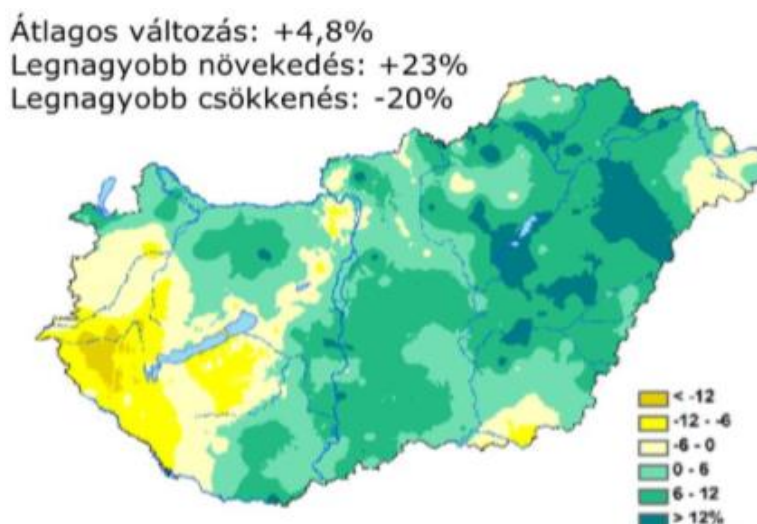 Átlagos változás: +4,8%
Legnagyobb növekedés: +23%
Legnagyobb csökkenés: -20%
< -12
-12 - -6
-6 - 0
0 - 6
6 - 12
> 12%